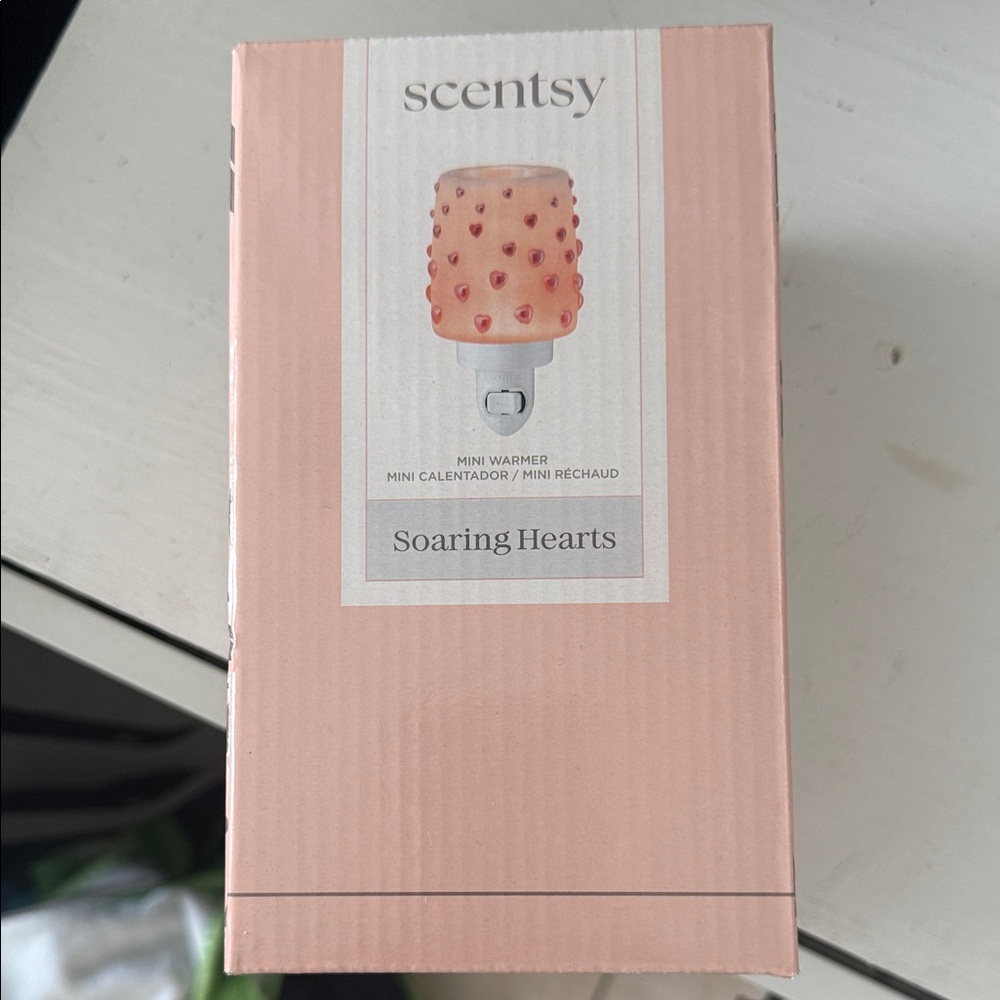 scentsy
MINI WARMER
MINI CALENTADOR / MINI RÉCHAUD
Soaring Hearts